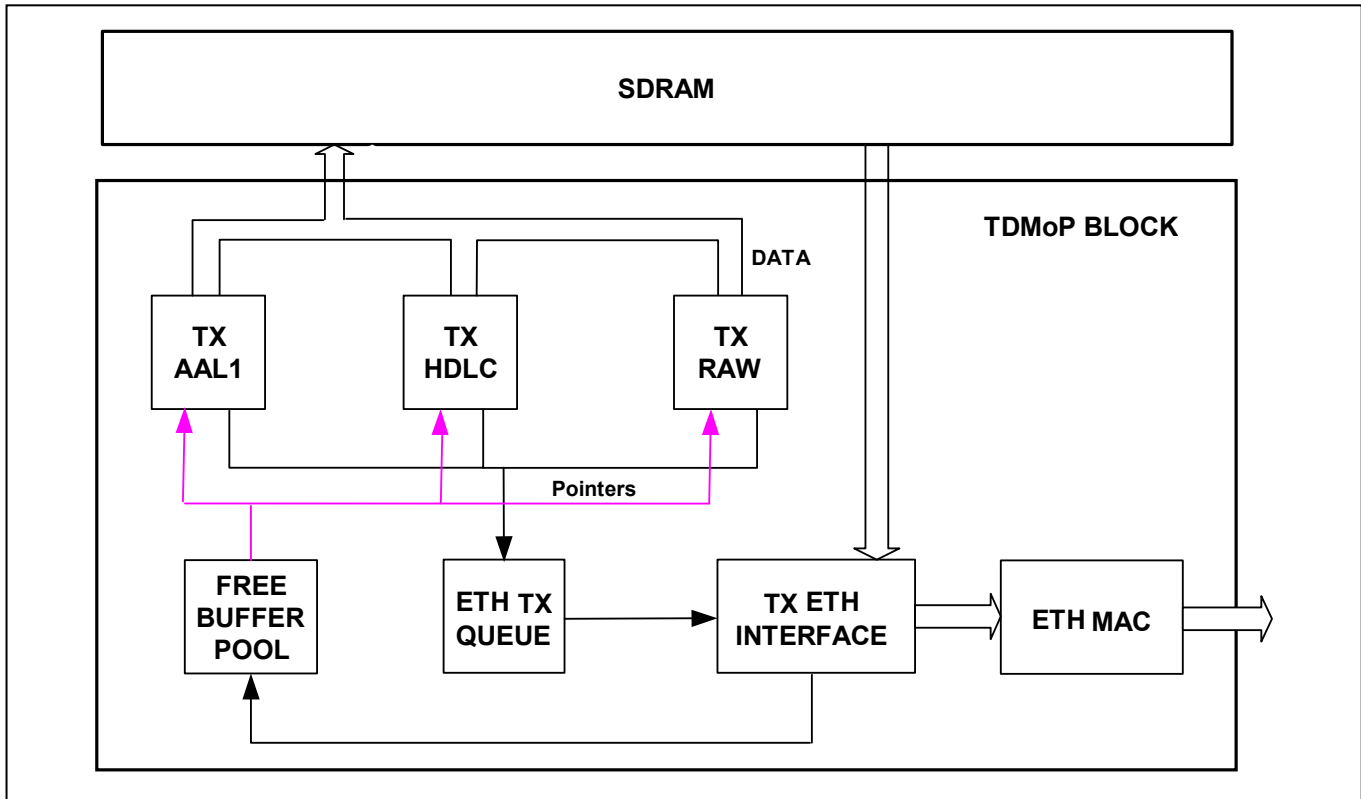 SDRAM
TDMoP BLOCK
DATA
TX
AAL1
TX
HDLC
TX
RAW
Pointers
FREE
BUFFER
POOL
ETH TX
QUEUE
TX ETH
INTERFACE
ETH MAC